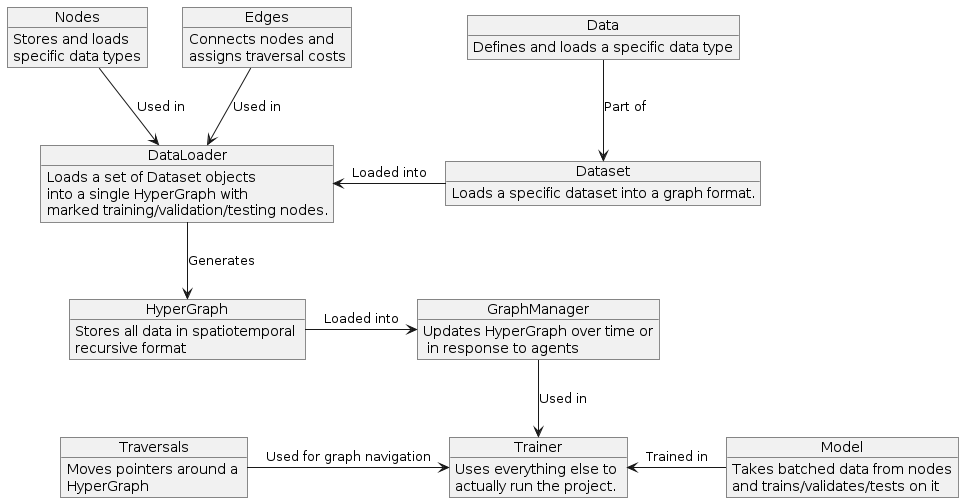 Nodes
Stores and loads
specific data types
Edges
Connects nodes and
assigns traversal costs
Data
Defines and loads a specific data type
Used in
Used in
Part of
DataLoader
Loads a set of Dataset objects
into a single HyperGraph with
marked training/validation/testing nodes.
Loaded into
Dataset
Loads a specific dataset into a graph format.
Generates
HyperGraph
Stores all data in spatiotemporal
recursive format
Loaded into
GraphManager
Updates HyperGraph over time or
in response to agents
Used in
Traversals
Moves pointers around a
HyperGraph
Used for graph navigation
Trainer
Uses everything else to
actually run the project.
Trained in
Model
Takes batched data from nodes
and trains/validates/tests on it